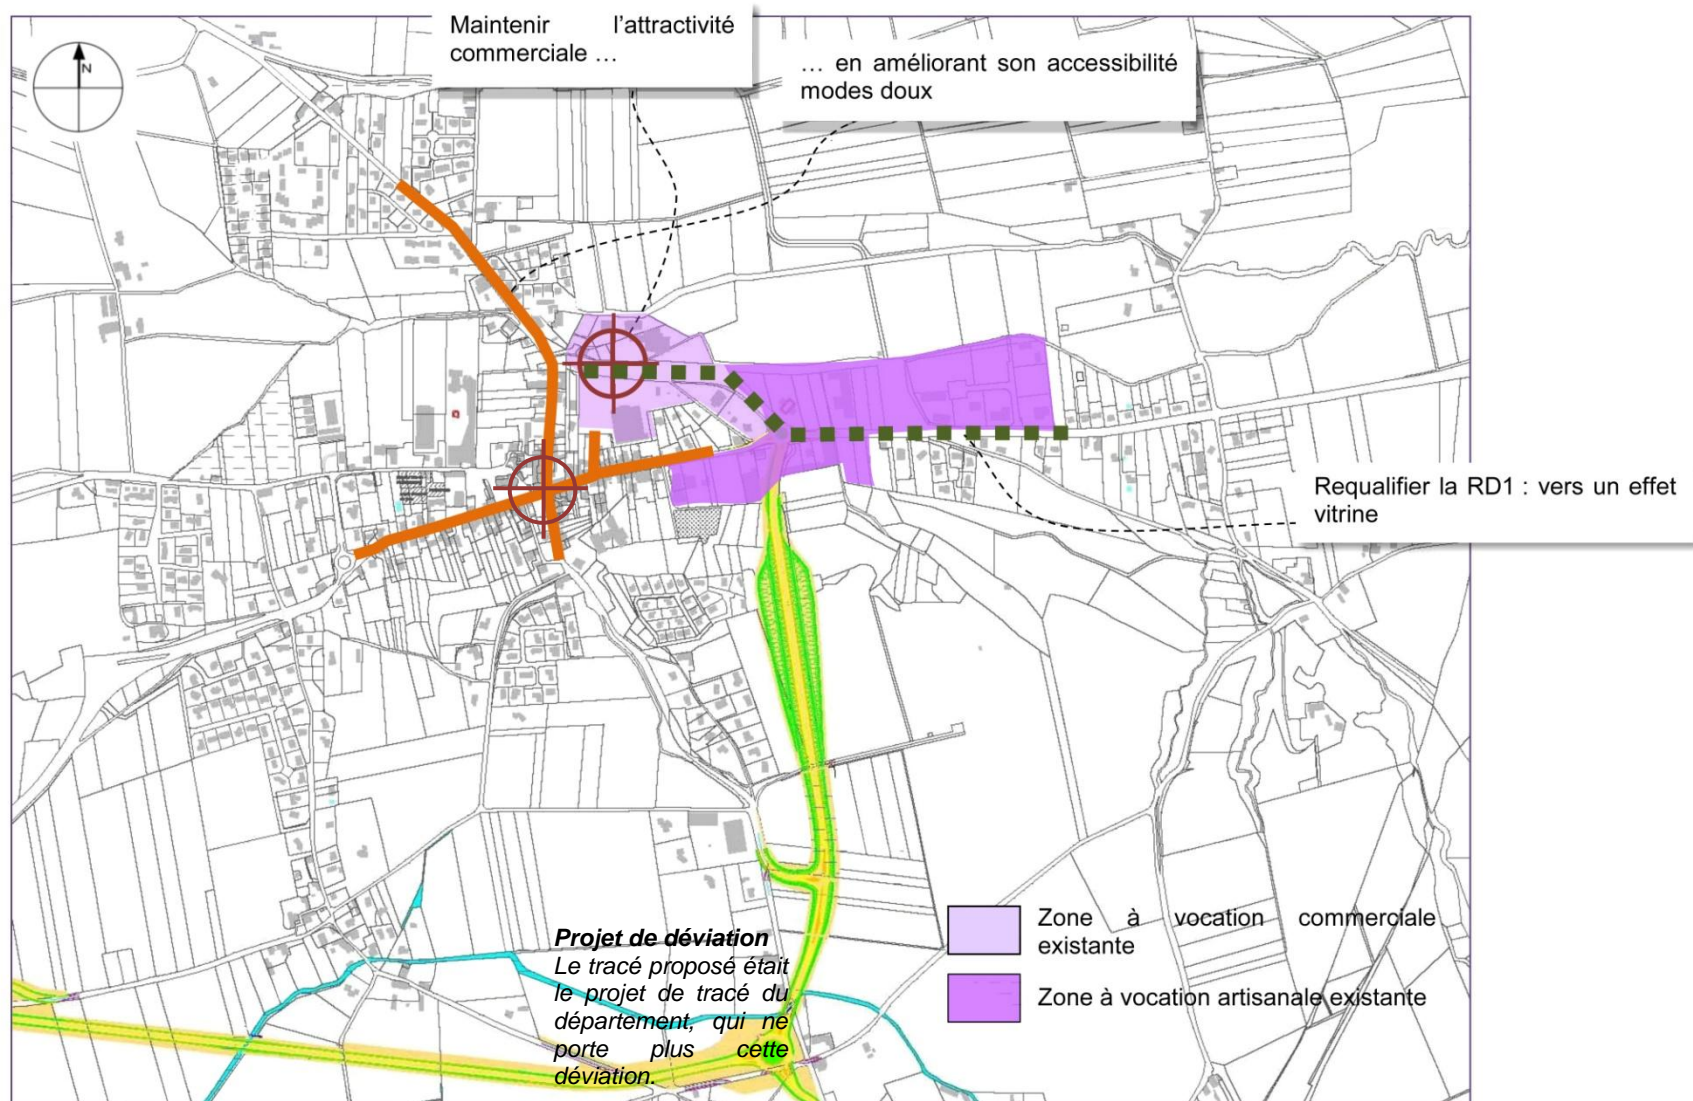 Maintenir l'attractivité
commerciale …
… en améliorant son accessibilité
modes doux
N
Requalifier la RD1 : vers un effet
vitrine
Zone à vocation commerciale
existante
Zone à vocation artisanale existante
Projet de déviation
Le tracé proposé était
le projet de tracé du
département, qui ne
porte plus cette
déviation.